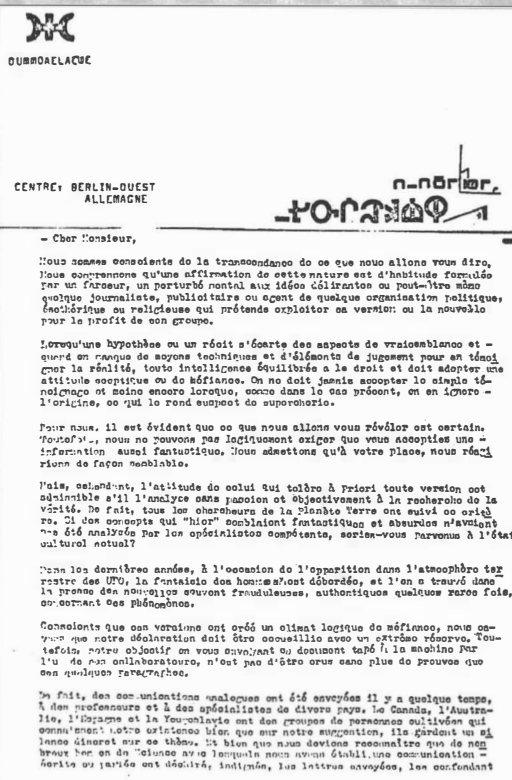 OUMMOAELAEWE
CENTRE: BERLIN-OUEST
ALLEMAGNE
- Cher Monsieur,
Nous sommes conscients de la transcendance de ce que nous allons vous dire.
Nous comprenons qu'une affirmation de cette nature est d'habitude formulée
par un farceur, un perturbé mental aux idées délirantes ou peut-être même
quelque journaliste, publicitaire ou agent de quelque organisation politique,
ésothérique ou religieuse qui prétende exploiter sa version ou la nouvelle
pour le profit de son groupe.
Lorsqu'une hypothèse ou un récit s'écarte des aspects de vraisemblance et -
quand on manque de moyens techniques et d'éléments de jugement pour en témoi
gner la réalité, toute intelligence équilibrée a le droit et doit adopter une
attitude sceptique ou de méfiance. On ne doit jamais accepter le simple té-
moignage et moins encore lorsque, comme dans le cas présent, on en ignore -
l'origine, ce qui le rend suspect de supercherie.
Pour nous, il est évident que ce que nous allons vous révéler est certain.
Toutefois, nous ne pouvons pas logiquement exiger que vous acceptiez une -
information aussi fantastique. Nous admettons qu'à votre place, nous réagi
rions de façon semblable.
Mais, cependant, l'attitude de celui qui tolère à priori toute version est
admissible s'il l'analyse sans passion et objectivement à la recherche de la
vérité. De fait, tous les chercheurs de la Planète Terre ont suivi ce critè
re. Si des concepts qui "hier" semblaient fantastiques et absurdes n'avaient
pas été analysés par les spécialistes compétents, seriez-vous parvenus à l'état
culturel actuel?
Dans les dernières années, à l'occasion de l'apparition dans l'atmosphère ter
restre des UFO, la fantaisie des hommes s'est débordée, et l'on a trouvé dans
la presse des nouvelles souvent frauduleuses, authentiques quelques rares fois,
concernant ces phénomènes.
Conscients que ces versions ont créé un climat logique de méfiance, nous sa-
vons que notre déclaration doit être accueillie avec un extrême réserve. Tou-
tefois, notre objectif en vous envoyant ce document tapé à la machine par
l'u de nos collaborateurs, n'est pas d'être crus sans plus de preuves que
ces quelques paragraphes.
De fait, des communications analogues ont été envoyées il y a quelque temps,
à des professeurs et à des spécialistes de divers pays. Le Canada, l'Austra-
lie, l'Espagne et la Yougoslavie ont des groupes de personnes cultivées qui
connaissent notre existence bien que sur notre suggestion, ils gardent un si
lence discret sur ce thème. Et bien que nous devions reconnaître que de nom
breux hommes de Science avec lesquels nous avons établi une communication -
écrite ou parlée ont déchiré, indignés, les lettres envoyées, les confondant